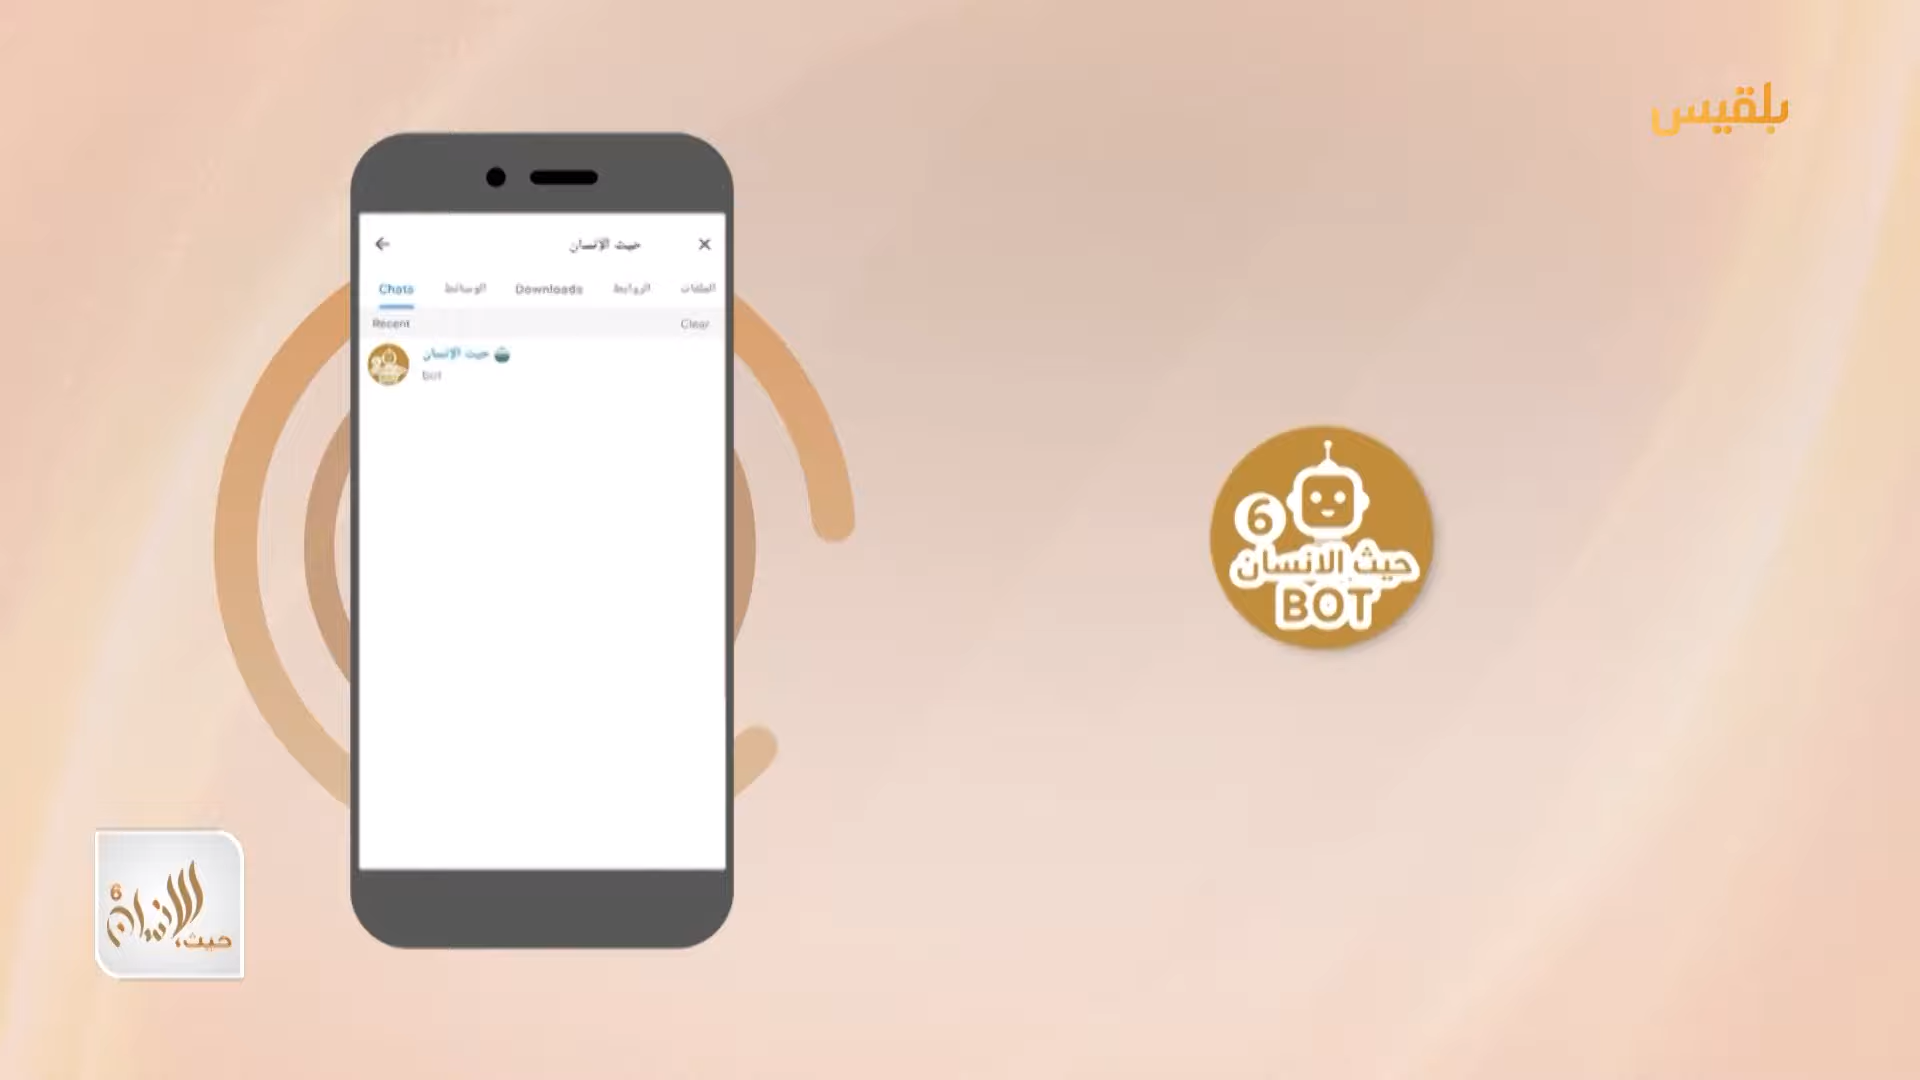 بلقيس
حيث الإنسان
Chats
الوسائط
Downloads
الروابط
الملفات
Recent
Clear
حيث الإنسان
bot
6
حيث الانسان
BOT
6
حيث الإنسان